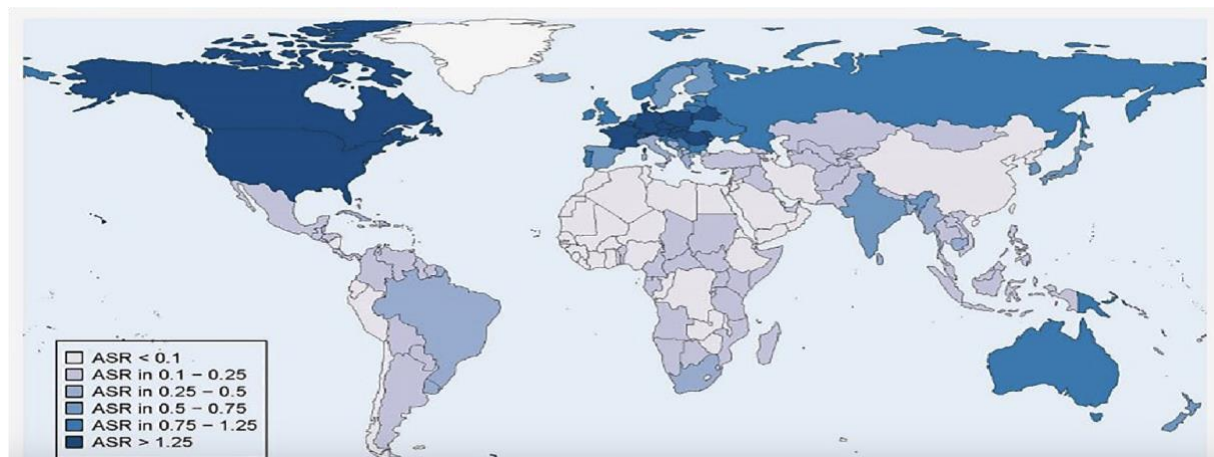 ASR < 0.1
ASR in 0.1 − 0.25
ASR in 0.25 − 0.5
ASR in 0.5 − 0.75
ASR in 0.75 − 1.25
ASR > 1.25